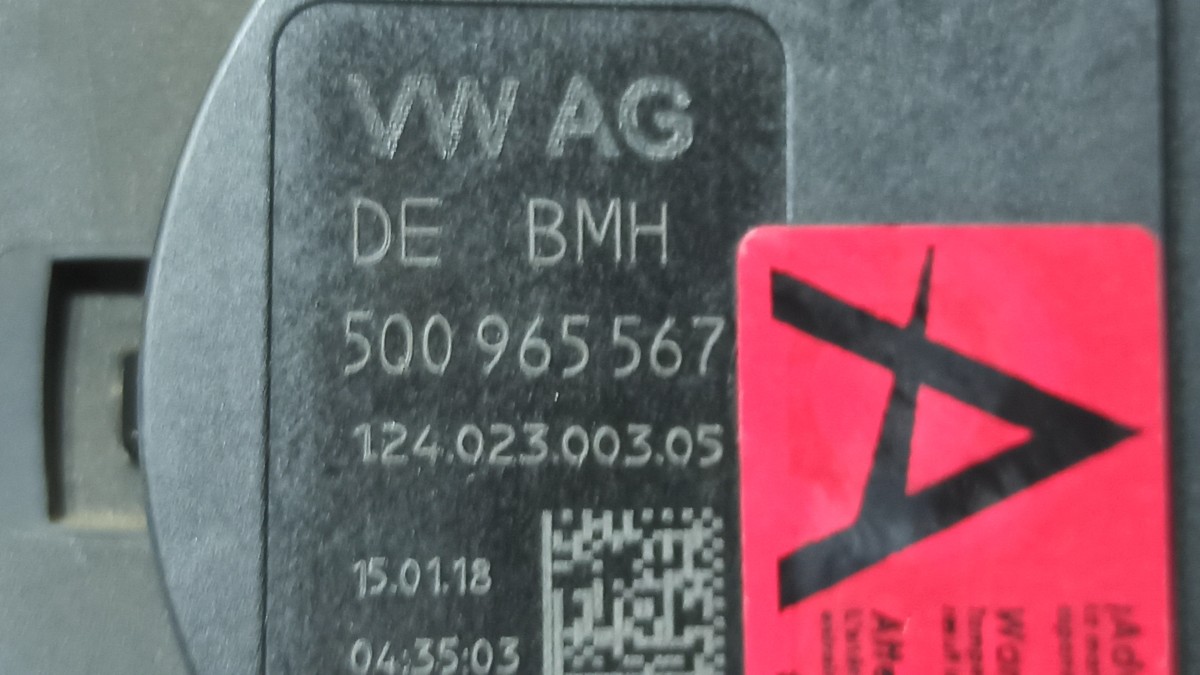 VW AG
DE BMH
5Q0 965 567
124.023.003.05
15.01.18
04:35:03
A